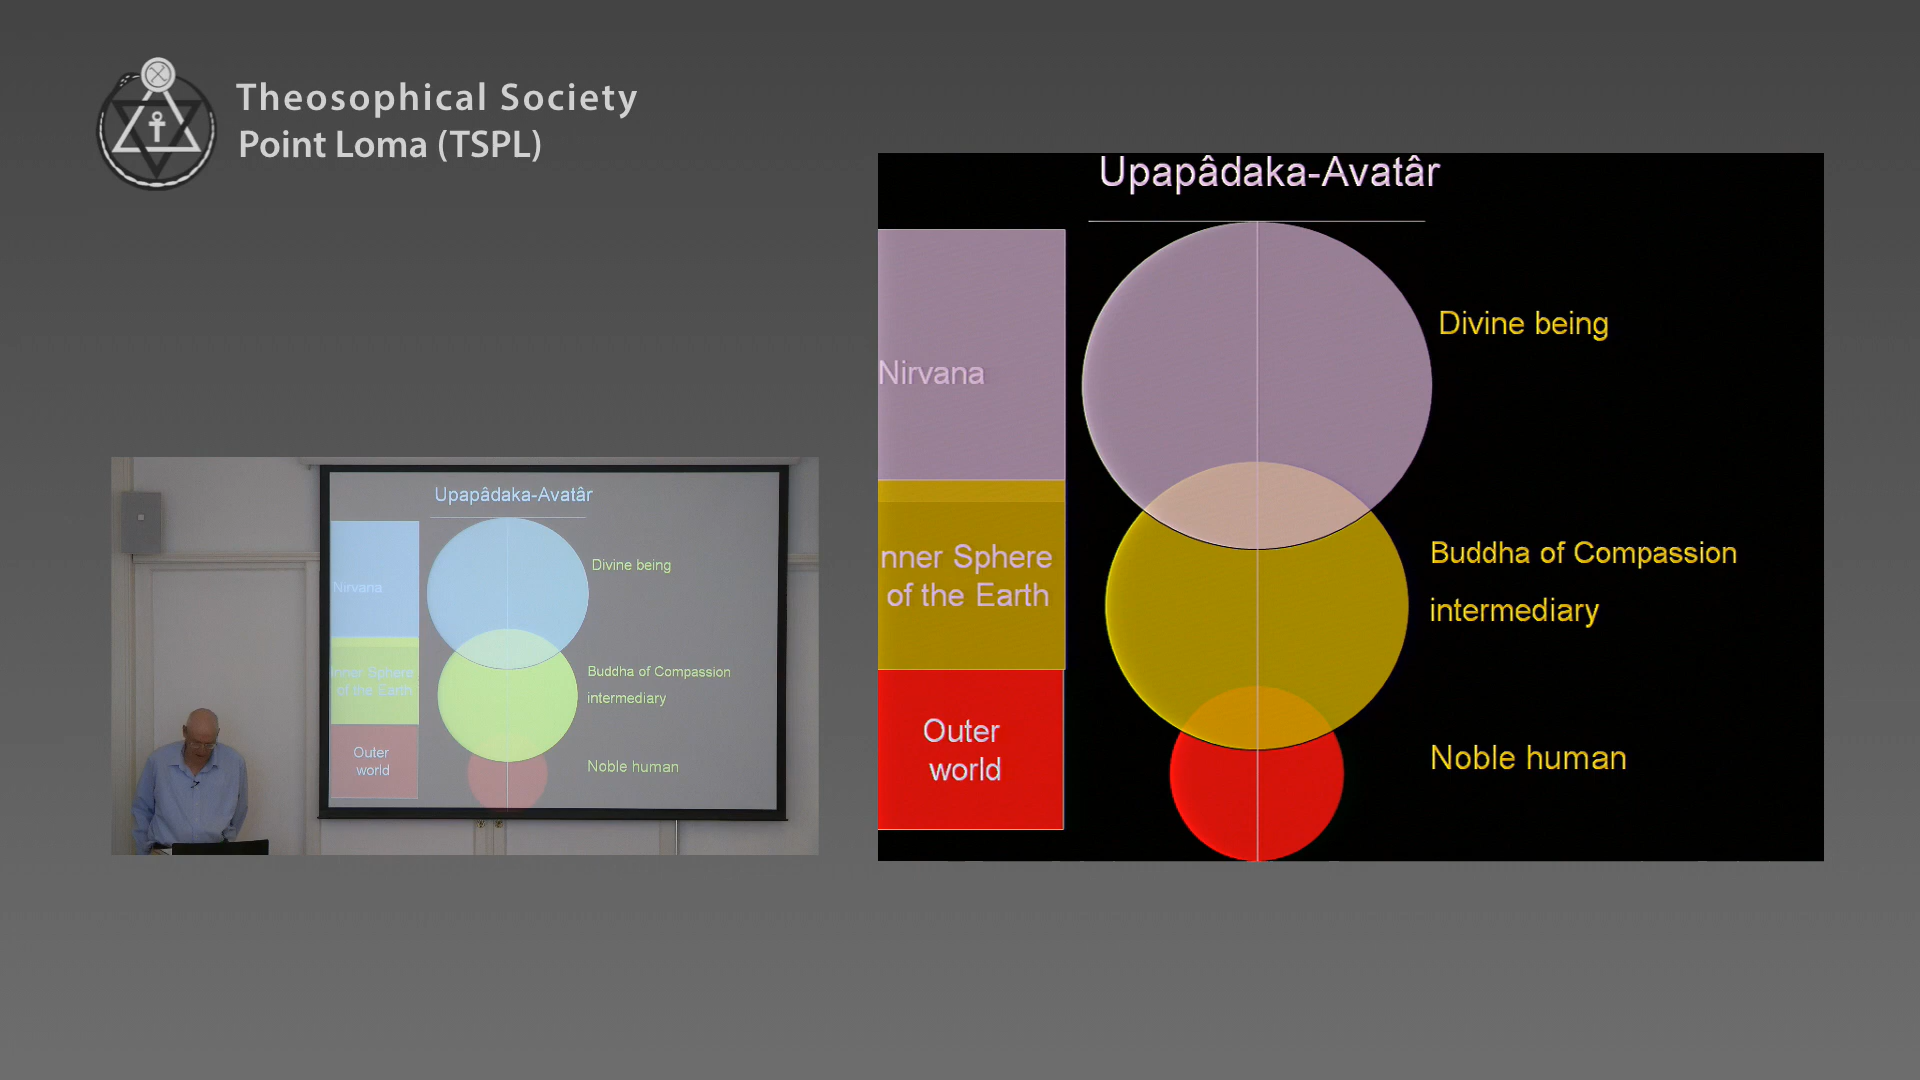 Theosophical Society
Point Loma (TSPL)
Upapâdaka-Avatâr
Nirvana
Divine being
nner Sphere
of the Earth
Buddha of Compassion
intermediary
Outer
world
Noble human
Upapâdaka-Avatâr
Nirvana
Divine being
nner Sphere
of the Earth
Buddha of Compassion
intermediary
Outer
world
Noble human